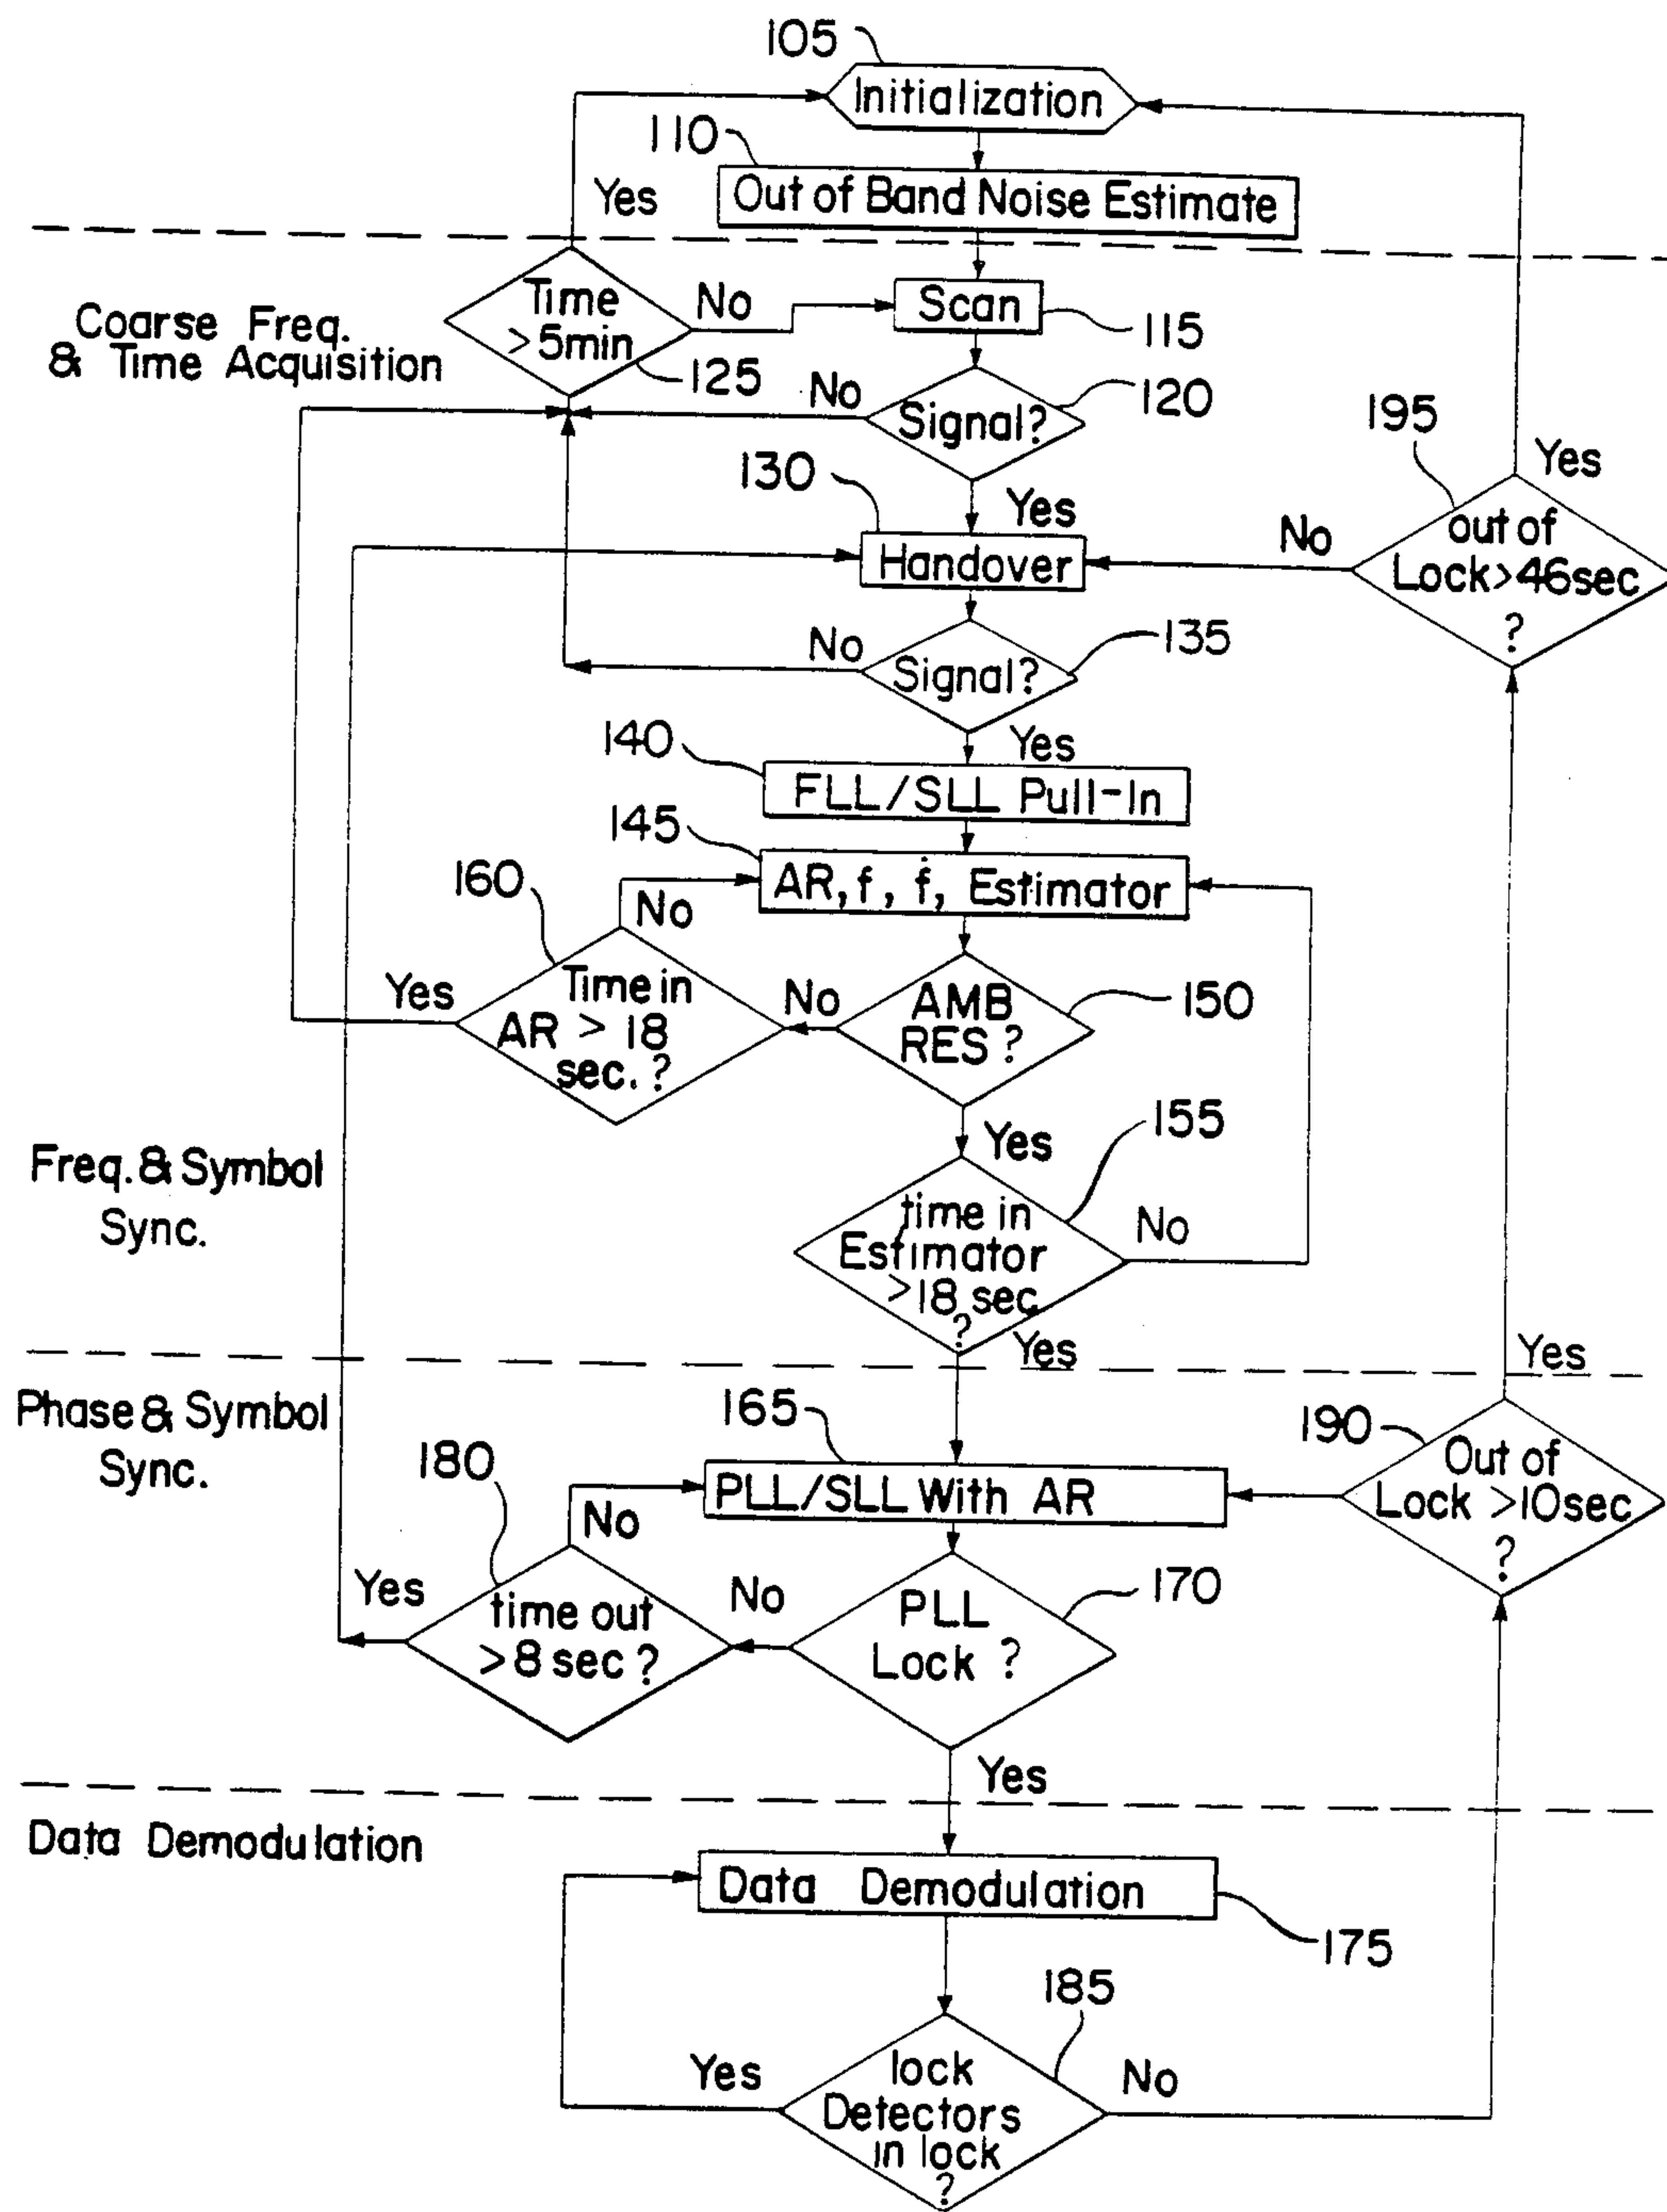 105
Initialization
110
Out of Band Noise Estimate
Yes
Coarse Freq.
& Time Acquisition
Time
>5min
No
125
Scan
115
No
Signal?
120
130
Yes
Handover
195
Yes
No
out of
Lock>46sec
?
No
Signal?
135
140
Yes
FLL/SLL Pull-In
145
AR, f, ḟ, Estimator
160
No
Yes
Time in
AR > 18
sec. ?
No
AMB
RES ?
150
Yes
155
Freq. & Symbol
Sync.
time in
Estimator
>18 sec
?
No
Yes
Yes
Phase & Symbol
Sync.
165
PLL/SLL With AR
190
Out of
Lock >10sec
?
180
No
Yes
time out
>8 sec ?
No
PLL
Lock ?
170
Yes
Data Demodulation
Data Demodulation
175
185
Yes
lock
Detectors
in lock
?
No